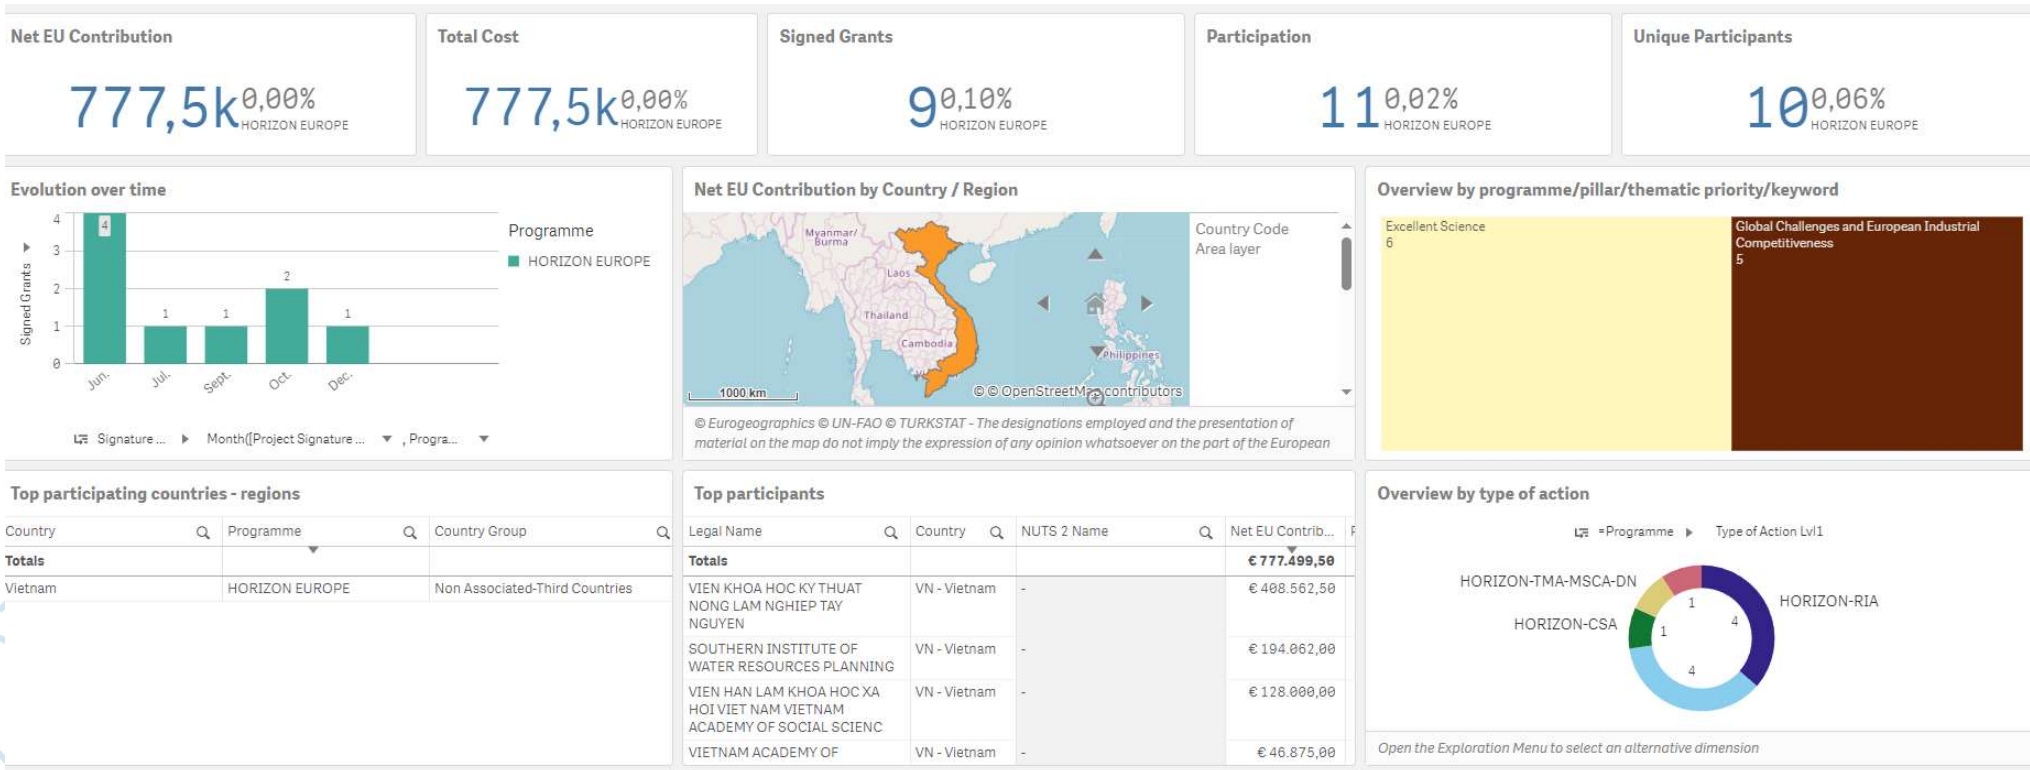 Net EU Contribution
777,5k 0,00%
HORIZON EUROPE
Total Cost
777,5k 0,00%
HORIZON EUROPE
Signed Grants
9 0,10%
HORIZON EUROPE
Participation
11 0,02%
HORIZON EUROPE
Unique Participants
10 0,06%
HORIZON EUROPE
Evolution over time
Signed Grants
4
3
2
1
0
4
1
1
2
1
Jun.
Jul.
Sept.
Oct.
Dec.
Programme
HORIZON EUROPE
Signature ...
Month([Project Signature ...
, Progra...
Net EU Contribution by Country / Region
Myanmar/
Burma
Laos
Thailand
Cambodia
Philippines
1000 km
© © OpenStreetMap contributors
Country Code
Area layer
© Eurogeographics © UN-FAO © TURKSTAT - The designations employed and the presentation of
material on the map do not imply the expression of any opinion whatsoever on the part of the European
Overview by programme/pillar/thematic priority/keyword
Excellent Science
6
Global Challenges and European Industrial
Competitiveness
5
Top participating countries - regions
Country Programme Country Group
Totals
Vietnam HORIZON EUROPE Non Associated-Third Countries
Top participants
Legal Name Country NUTS 2 Name Net EU Contrib...
Totals € 777.499,50
VIEN KHOA HOC KY THUAT VN - Vietnam - € 408.562,50
NONG LAM NGHIEP TAY
NGUYEN
SOUTHERN INSTITUTE OF VN - Vietnam - € 194.062,00
WATER RESOURCES PLANNING
VIEN HAN LAM KHOA HOC XA VN - Vietnam - € 128.000,00
HOI VIET NAM VIETNAM
ACADEMY OF SOCIAL SCIENC
VIETNAM ACADEMY OF VN - Vietnam - € 46.875,00
Overview by type of action
=Programme Type of Action Lvl1
HORIZON-TMA-MSCA-DN
HORIZON-RIA
HORIZON-CSA
1
4
1
4
Open the Exploration Menu to select an alternative dimension